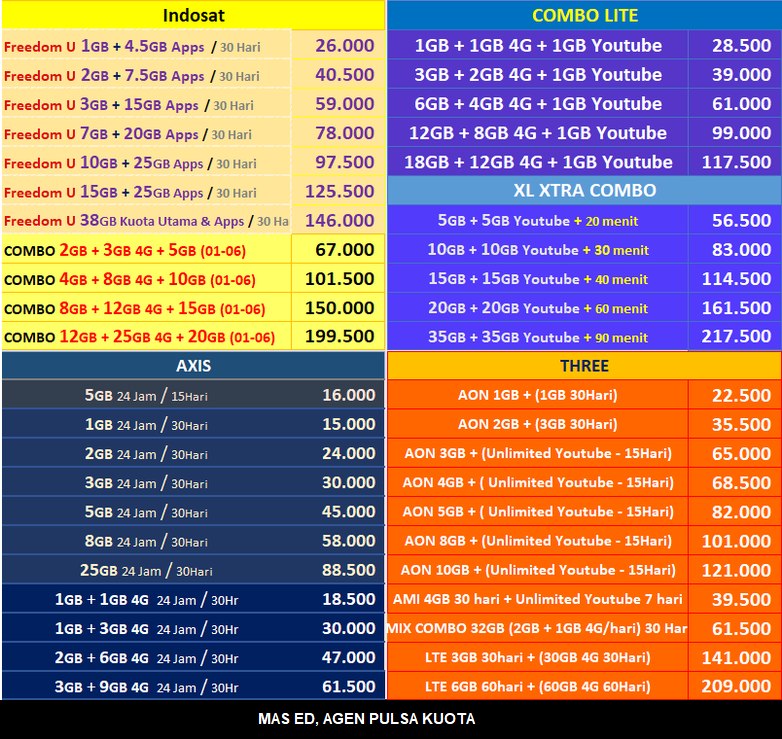 Indosat
Freedom U 1GB + 4.5GB Apps / 30 Hari 26.000
Freedom U 2GB + 7.5GB Apps / 30 Hari 40.500
Freedom U 3GB + 15GB Apps / 30 Hari 59.000
Freedom U 7GB + 20GB Apps / 30 Hari 78.000
Freedom U 10GB + 25GB Apps / 30 Hari 97.500
Freedom U 15GB + 25GB Apps / 30 Hari 125.500
Freedom U 38GB Kuota Utama & Apps / 30 Ha 146.000
COMBO 2GB + 3GB 4G + 5GB (01-06) 67.000
COMBO 4GB + 8GB 4G + 10GB (01-06) 101.500
COMBO 8GB + 12GB 4G + 15GB (01-06) 150.000
COMBO 12GB + 25GB 4G + 20GB (01-06) 199.500
COMBO LITE
1GB + 1GB 4G + 1GB Youtube 28.500
3GB + 2GB 4G + 1GB Youtube 39.000
6GB + 4GB 4G + 1GB Youtube 61.000
12GB + 8GB 4G + 1GB Youtube 99.000
18GB + 12GB 4G + 1GB Youtube 117.500
XL XTRA COMBO
5GB + 5GB Youtube + 20 menit 56.500
10GB + 10GB Youtube + 30 menit 83.000
15GB + 15GB Youtube + 40 menit 114.500
20GB + 20GB Youtube + 60 menit 161.500
35GB + 35GB Youtube + 90 menit 217.500
AXIS
5GB 24 Jam / 15Hari 16.000
1GB 24 Jam / 30Hari 15.000
2GB 24 Jam / 30Hari 24.000
3GB 24 Jam / 30Hari 30.000
5GB 24 Jam / 30Hari 45.000
8GB 24 Jam / 30Hari 58.000
25GB 24 Jam / 30Hari 88.500
1GB + 1GB 4G 24 Jam / 30Hr 18.500
1GB + 3GB 4G 24 Jam / 30Hr 30.000
2GB + 6GB 4G 24 Jam / 30Hr 47.000
3GB + 9GB 4G 24 Jam / 30Hr 61.500
THREE
AON 1GB + (1GB 30Hari) 22.500
AON 2GB + (3GB 30Hari) 35.500
AON 3GB + (Unlimited Youtube - 15Hari) 65.000
AON 4GB + ( Unlimited Youtube - 15Hari) 68.500
AON 5GB + ( Unlimited Youtube - 15Hari) 82.000
AON 8GB + (Unlimited Youtube - 15Hari) 101.000
AON 10GB + (Unlimited Youtube - 15Hari) 121.000
AMI 4GB 30 hari + Unlimited Youtube 7 hari 39.500
MIX COMBO 32GB (2GB + 1GB 4G/hari) 30 Har 61.500
LTE 3GB 30hari + (30GB 4G 30Hari) 141.000
LTE 6GB 60hari + (60GB 4G 60Hari) 209.000
MAS ED, AGEN PULSA KUOTA